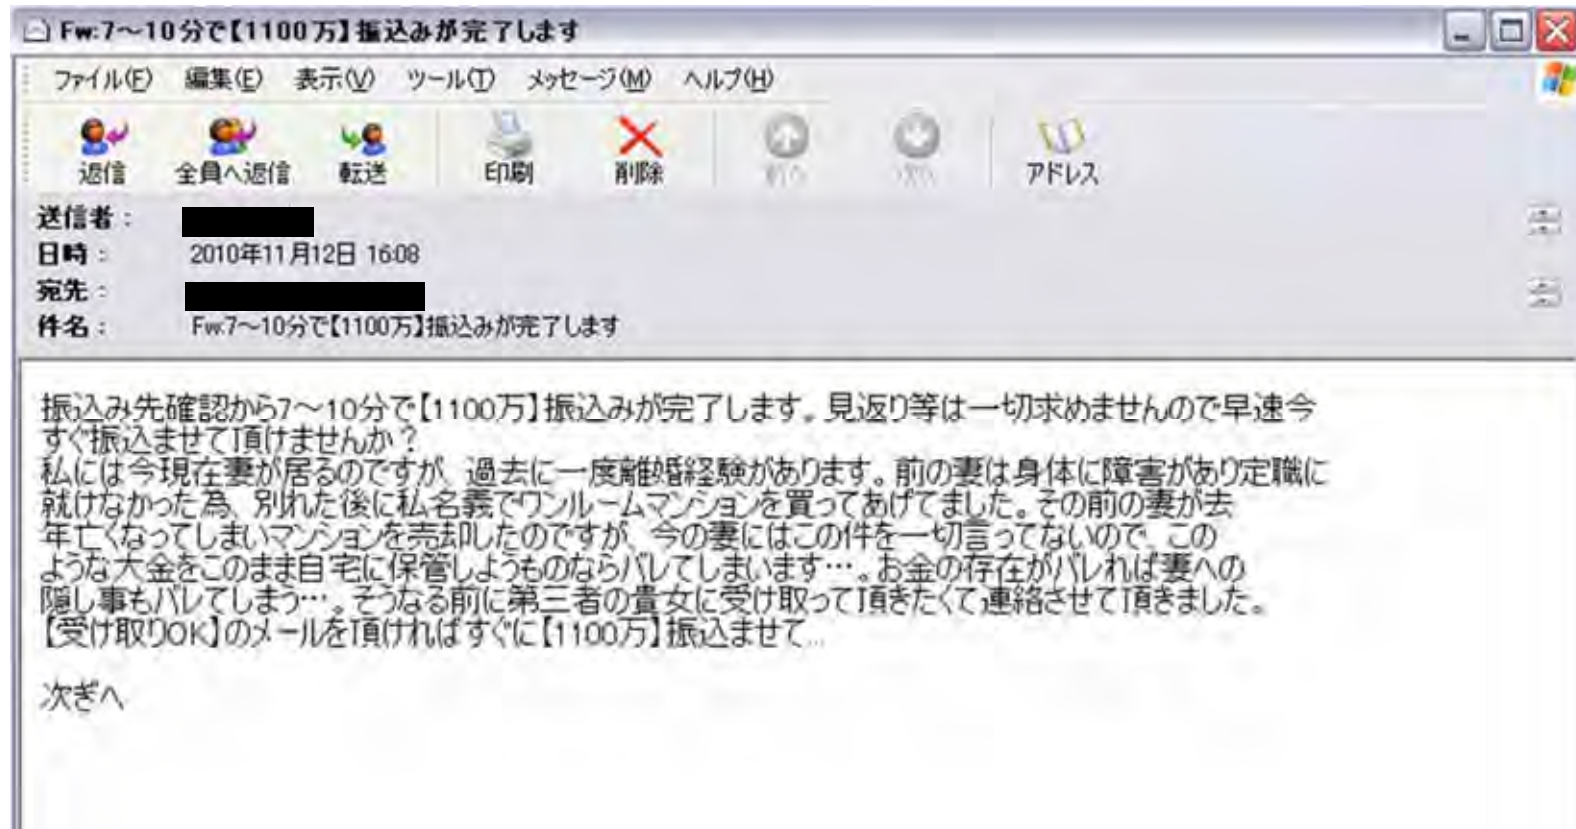 Fw:7～10分で【1100万】振込みが完了します
ファイル(F) 編集(E) 表示(V) ツール(T) メッセージ(M) ヘルプ(H)
返信 全員へ返信 転送 印刷 削除 前へ 次へ アドレス
送信者：
日時： 2010年11月12日 16:08
宛先：
件名： Fw:7～10分で【1100万】振込みが完了します
振込み先確認から7～10分で【1100万】振込みが完了します。見返り等は一切求めませんので早速今
すぐ振込ませて頂けませんか？
私には今現在妻が居るのですが、過去に一度離婚経験があります。前の妻は身体に障害があり定職に
就けなかった為、別れた後に私名義でワンルームマンションを買ってあげてました。その前の妻が去
年亡くなってしまいマンションを売却したのですが、今の妻にはこの件を一切言ってないので、この
ような大金をこのまま自宅に保管しようものならバレてしまいます…。お金の存在がバレれば妻への
隠し事もバレてしまう…。そうなる前に第三者の貴女に受け取って頂きたくて連絡させて頂きました。
【受け取りOK】のメールを頂ければすぐに【1100万】振込ませて...
次ぎへ